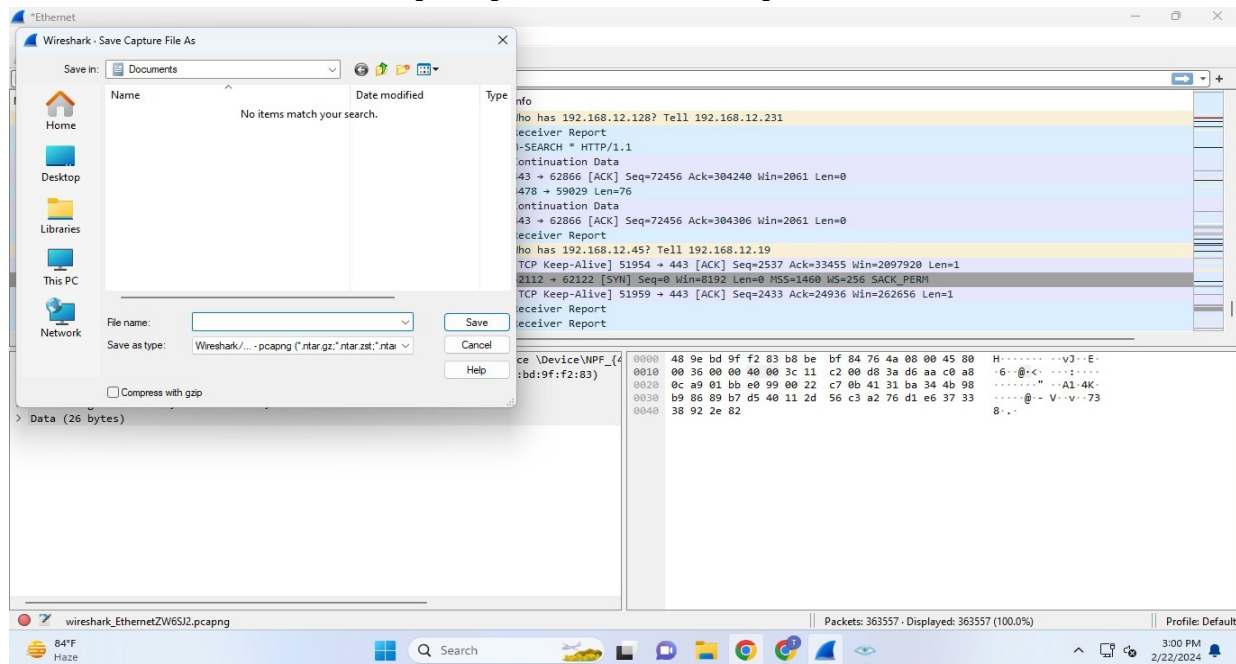 *Ethernet
Wireshark · Save Capture File As
Save in: Documents
Name Date modified Type
No items match your search.
Home
Desktop
Libraries
This PC
Network
File name: Save
Save as type: Wireshark/... - pcapng (*.ntar.gz;*.ntar.zst;*.ntar Cancel
Help
Compress with gzip
nfo
ho has 192.168.12.128? Tell 192.168.12.231
eceiver Report
-SEARCH * HTTP/1.1
ontinuation Data
43 → 62866 [ACK] Seq=72456 Ack=304240 Win=2061 Len=0
478 → 59029 Len=76
ontinuation Data
43 → 62866 [ACK] Seq=72456 Ack=304306 Win=2061 Len=0
eceiver Report
ho has 192.168.12.45? Tell 192.168.12.19
TCP Keep-Alive] 51954 → 443 [ACK] Seq=2537 Ack=33455 Win=2097920 Len=1
2112 → 62122 [SYN] Seq=0 Win=8192 Len=0 MSS=1460 WS=256 SACK_PERM
TCP Keep-Alive] 51959 → 443 [ACK] Seq=2433 Ack=24936 Win=262656 Len=1
eceiver Report
eceiver Report
ce \Device\NPF_{4
:bd:9f:f2:83)
> Data (26 bytes)
0000 48 9e bd 9f f2 83 b8 be bf 84 76 4a 08 00 45 80 H······· ··vJ··E·
0010 00 36 00 00 40 00 3c 11 c2 00 d8 3a d6 aa c0 a8 ·6··@·<· ···:····
0020 0c a9 01 bb e0 99 00 22 c7 0b 41 31 ba 34 4b 98 ·······" ··A1·4K·
0030 b9 86 89 b7 d5 40 11 2d 56 c3 a2 76 d1 e6 37 33 ·····@·- V··v··73
0040 38 92 2e 82 8·.·
wireshark_EthernetZW6SJ2.pcapng Packets: 363557 · Displayed: 363557 (100.0%) Profile: Default
84°F
Haze
Search
3:00 PM
2/22/2024